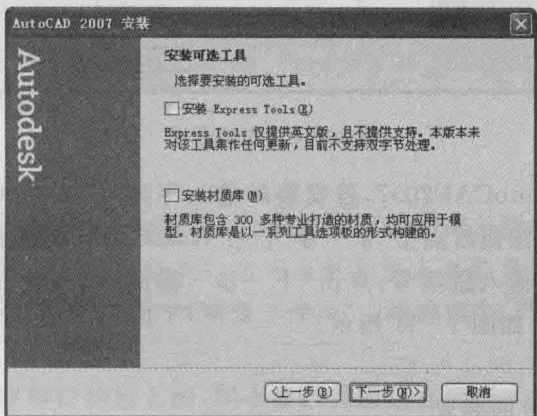 AutoCAD 2007 安装
Autodesk
安装可选工具
选择要安装的可选工具。
安装 Express Tools(E)
Express Tools 仅提供英文版，且不提供支持。本版本未
对该工具集作任何更新，目前不支持双字节处理。
安装材质库(M)
材质库包含 300 多种专业打造的材质，均可应用于模
型。材质库是以一系列工具选项板的形式构建的。
<上一步(B)
下一步(N)>
取消